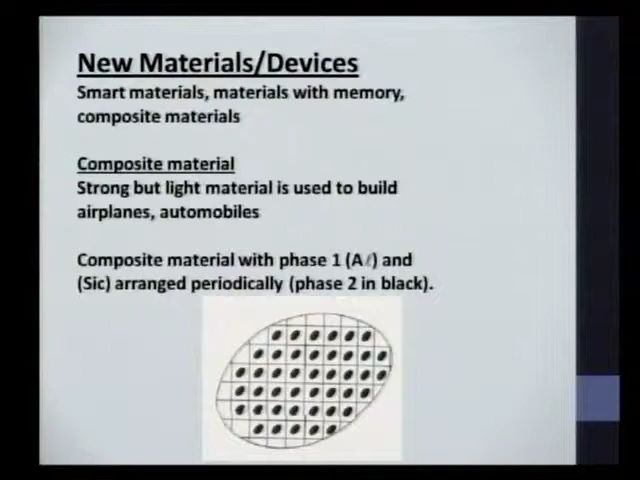 New Materials/Devices
Smart materials, materials with memory,
composite materials
Composite material
Strong but light material is used to build
airplanes, automobiles
Composite material with phase 1 (Aℓ) and
(Sic) arranged periodically (phase 2 in black).